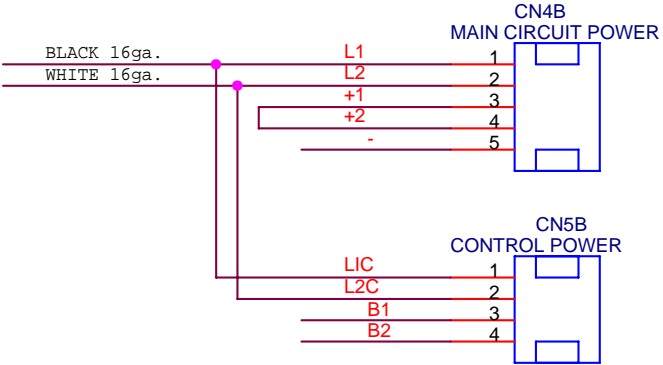 CN4B
MAIN CIRCUIT POWER
BLACK 16ga.
L1
1
WHITE 16ga.
L2
2
+1
3
+2
4
-
5
CN5B
CONTROL POWER
LIC
1
L2C
2
B1
3
B2
4